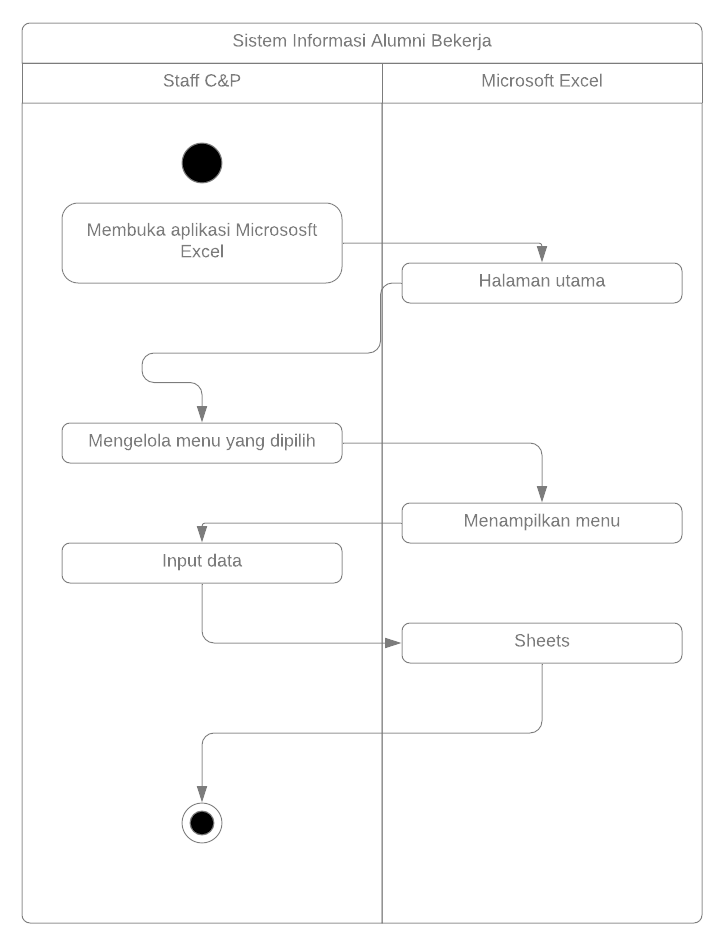 Sistem Informasi Alumni Bekerja
Staff C&P
Microsoft Excel
Membuka aplikasi Micrososft
Excel
Halaman utama
Mengelola menu yang dipilih
Menampilkan menu
Input data
Sheets